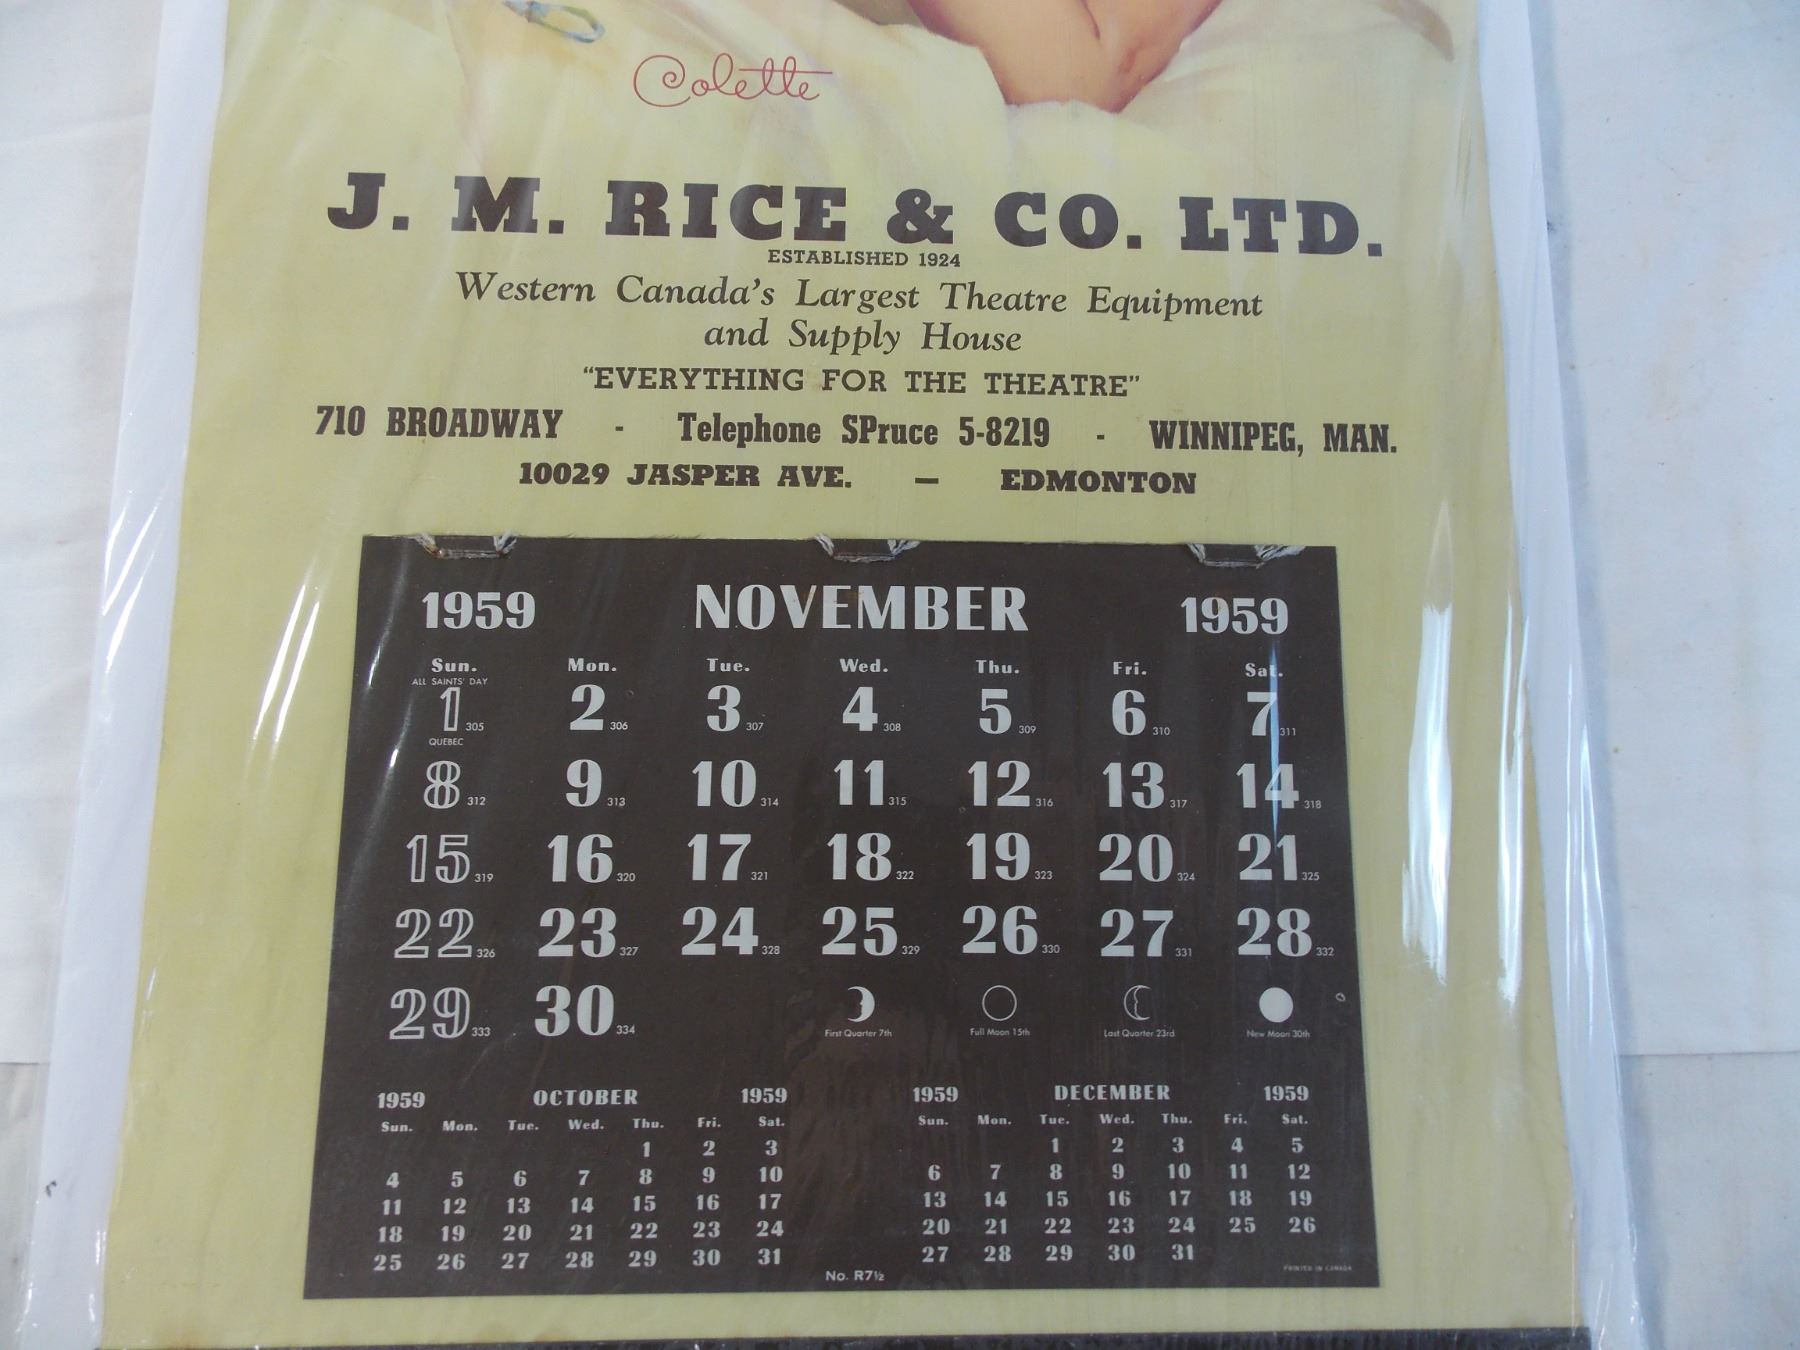 Colette
J. M. RICE & CO. LTD.
ESTABLISHED 1924
Western Canada's Largest Theatre Equipment
and Supply House
"EVERYTHING FOR THE THEATRE"
710 BROADWAY - Telephone SPruce 5-8219 - WINNIPEG, MAN.
10029 JASPER AVE. — EDMONTON
1959 NOVEMBER 1959
Sun. Mon. Tue. Wed. Thu. Fri. Sat.
ALL SAINTS' DAY
1 305 2 306 3 307 4 308 5 309 6 310 7 311
QUEBEC
8 312 9 313 10 314 11 315 12 316 13 317 14 318
15 319 16 320 17 321 18 322 19 323 20 324 21 325
22 326 23 327 24 328 25 329 26 330 27 331 28 332
29 333 30 334
First Quarter 7th Full Moon 15th Last Quarter 23rd New Moon 30th
1959 OCTOBER 1959
Sun. Mon. Tue. Wed. Thu. Fri. Sat.
1 2 3
4 5 6 7 8 9 10
11 12 13 14 15 16 17
18 19 20 21 22 23 24
25 26 27 28 29 30 31
1959 DECEMBER 1959
Sun. Mon. Tue. Wed. Thu. Fri. Sat.
1 2 3 4 5
6 7 8 9 10 11 12
13 14 15 16 17 18 19
20 21 22 23 24 25 26
27 28 29 30 31
PRINTED IN CANADA
No. R7½